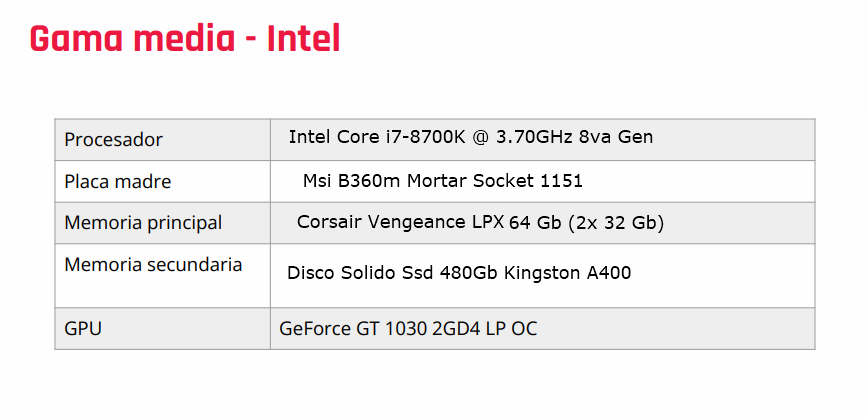 Gama media - Intel
Procesador Intel Core i7-8700K @ 3.70GHz 8va Gen
Placa madre Msi B360m Mortar Socket 1151
Memoria principal Corsair Vengeance LPX 64 Gb (2x 32 Gb)
Memoria secundaria Disco Solido Ssd 480Gb Kingston A400
GPU GeForce GT 1030 2GD4 LP OC